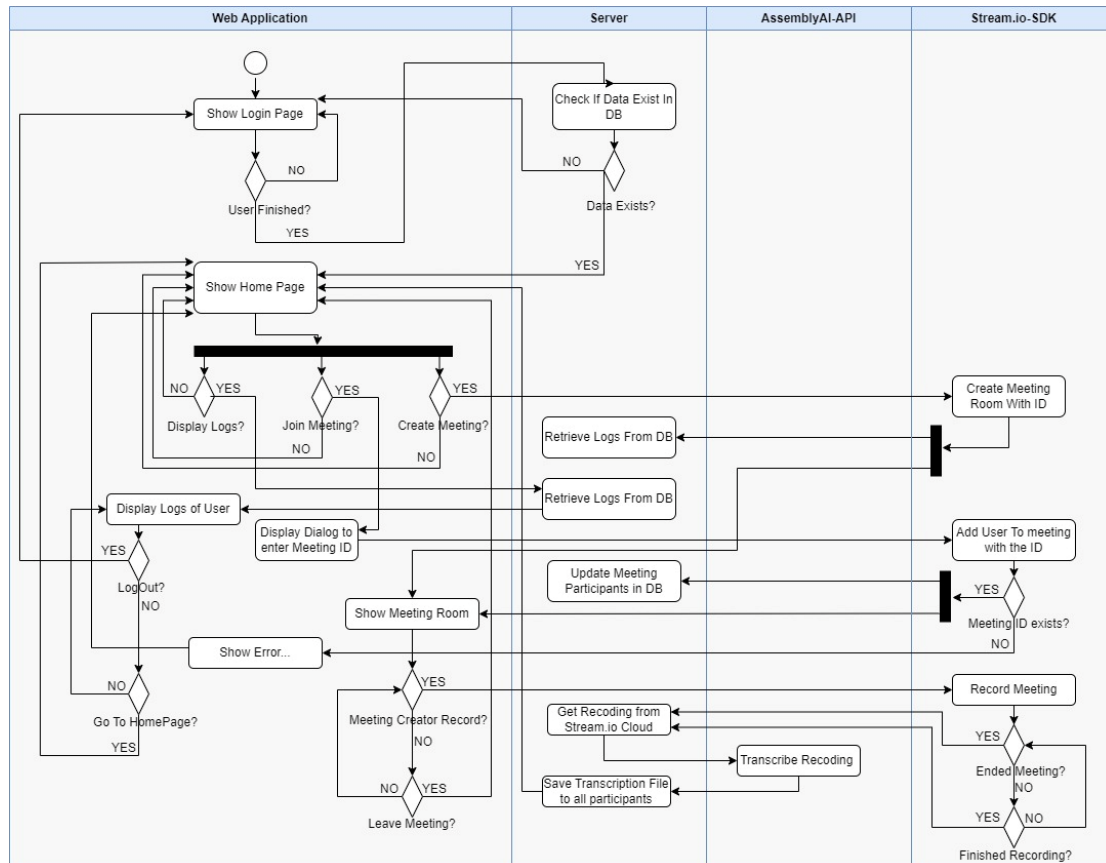 Web Application
Server
AssemblyAI-API
Stream.io-SDK
Show Login Page
Check If Data Exist In
DB
NO
NO
User Finished?
Data Exists?
YES
YES
Show Home Page
NO
YES
YES
YES
Create Meeting
Room With ID
Display Logs?
Join Meeting?
Create Meeting?
Retrieve Logs From DB
NO
NO
Retrieve Logs From DB
Display Logs of User
Display Dialog to
enter Meeting ID
Add User To meeting
with the ID
YES
LogOut?
Update Meeting
Participants in DB
YES
NO
Show Meeting Room
Meeting ID exists?
NO
Show Error...
NO
YES
Record Meeting
Go To HomePage?
Meeting Creator Record?
Get Recoding from
Stream.io Cloud
YES
NO
YES
Transcribe Recoding
Ended Meeting?
NO
NO
YES
Save Transcription File
to all participants
YES
NO
Leave Meeting?
Finished Recording?